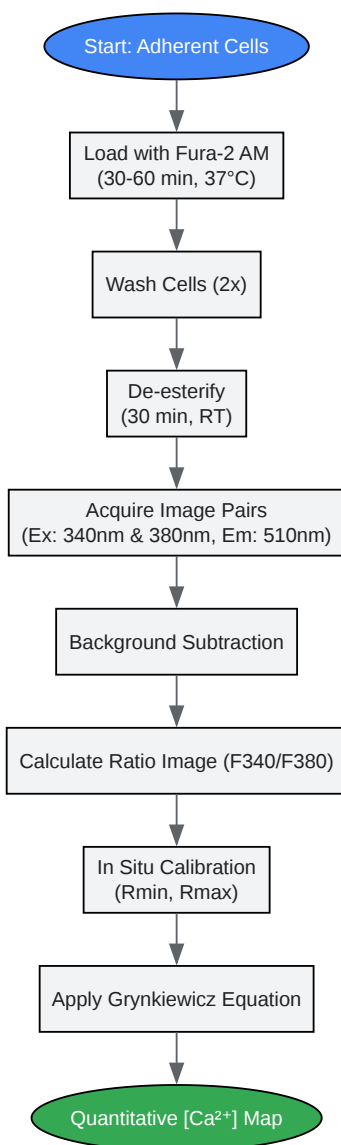 Start: Adherent Cells
Load with Fura-2 AM
(30-60 min, 37°C)
Wash Cells (2x)
De-esterify
(30 min, RT)
Acquire Image Pairs
(Ex: 340nm & 380nm, Em: 510nm)
Background Subtraction
Calculate Ratio Image (F340/F380)
In Situ Calibration
(Rmin, Rmax)
Apply Grynkiewicz Equation
Quantitative [Ca²⁺] Map